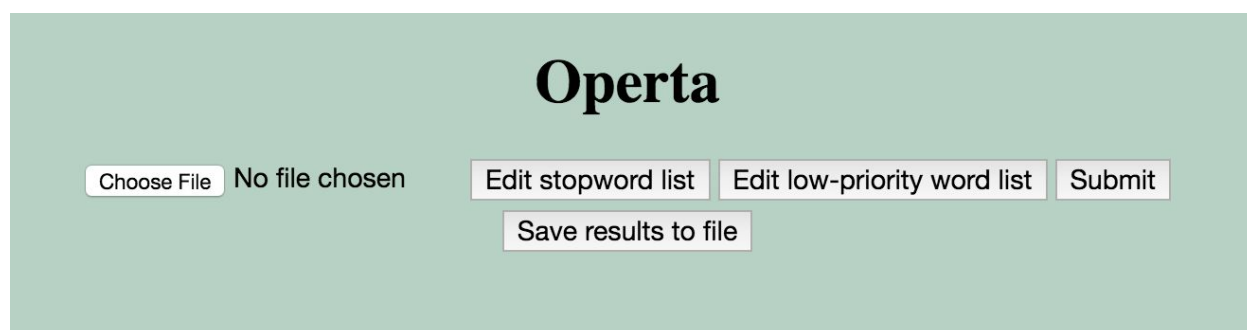 Operta
Choose File No file chosen Edit stopword list Edit low-priority word list Submit
Save results to file